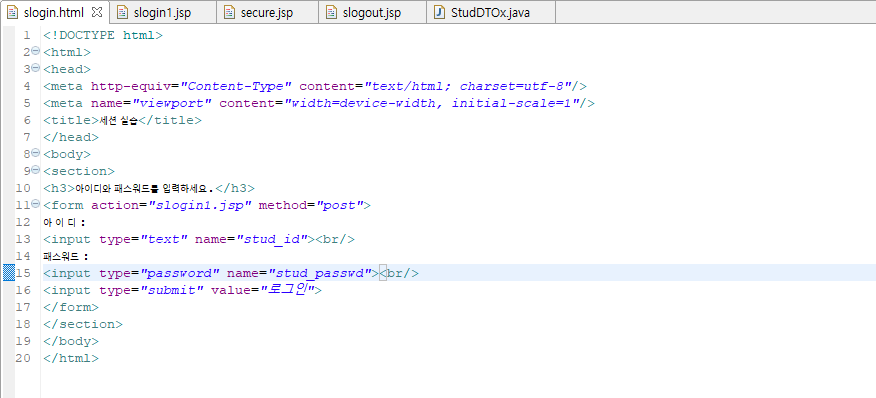 slogin.html slogin1.jsp secure.jsp slogout.jsp StudDTOx.java
1 <!DOCTYPE html>
2 <html>
3 <head>
4 <meta http-equiv="Content-Type" content="text/html; charset=utf-8"/>
5 <meta name="viewport" content="width=device-width, initial-scale=1"/>
6 <title>세션 실습</title>
7 </head>
8 <body>
9 <section>
10 <h3>아이디와 패스워드를 입력하세요.</h3>
11 <form action="slogin1.jsp" method="post">
12 아 이 디 :
13 <input type="text" name="stud_id"><br/>
14 패스워드 :
15 <input type="password" name="stud_passwd"><br/>
16 <input type="submit" value="로그인">
17 </form>
18 </section>
19 </body>
20 </html>